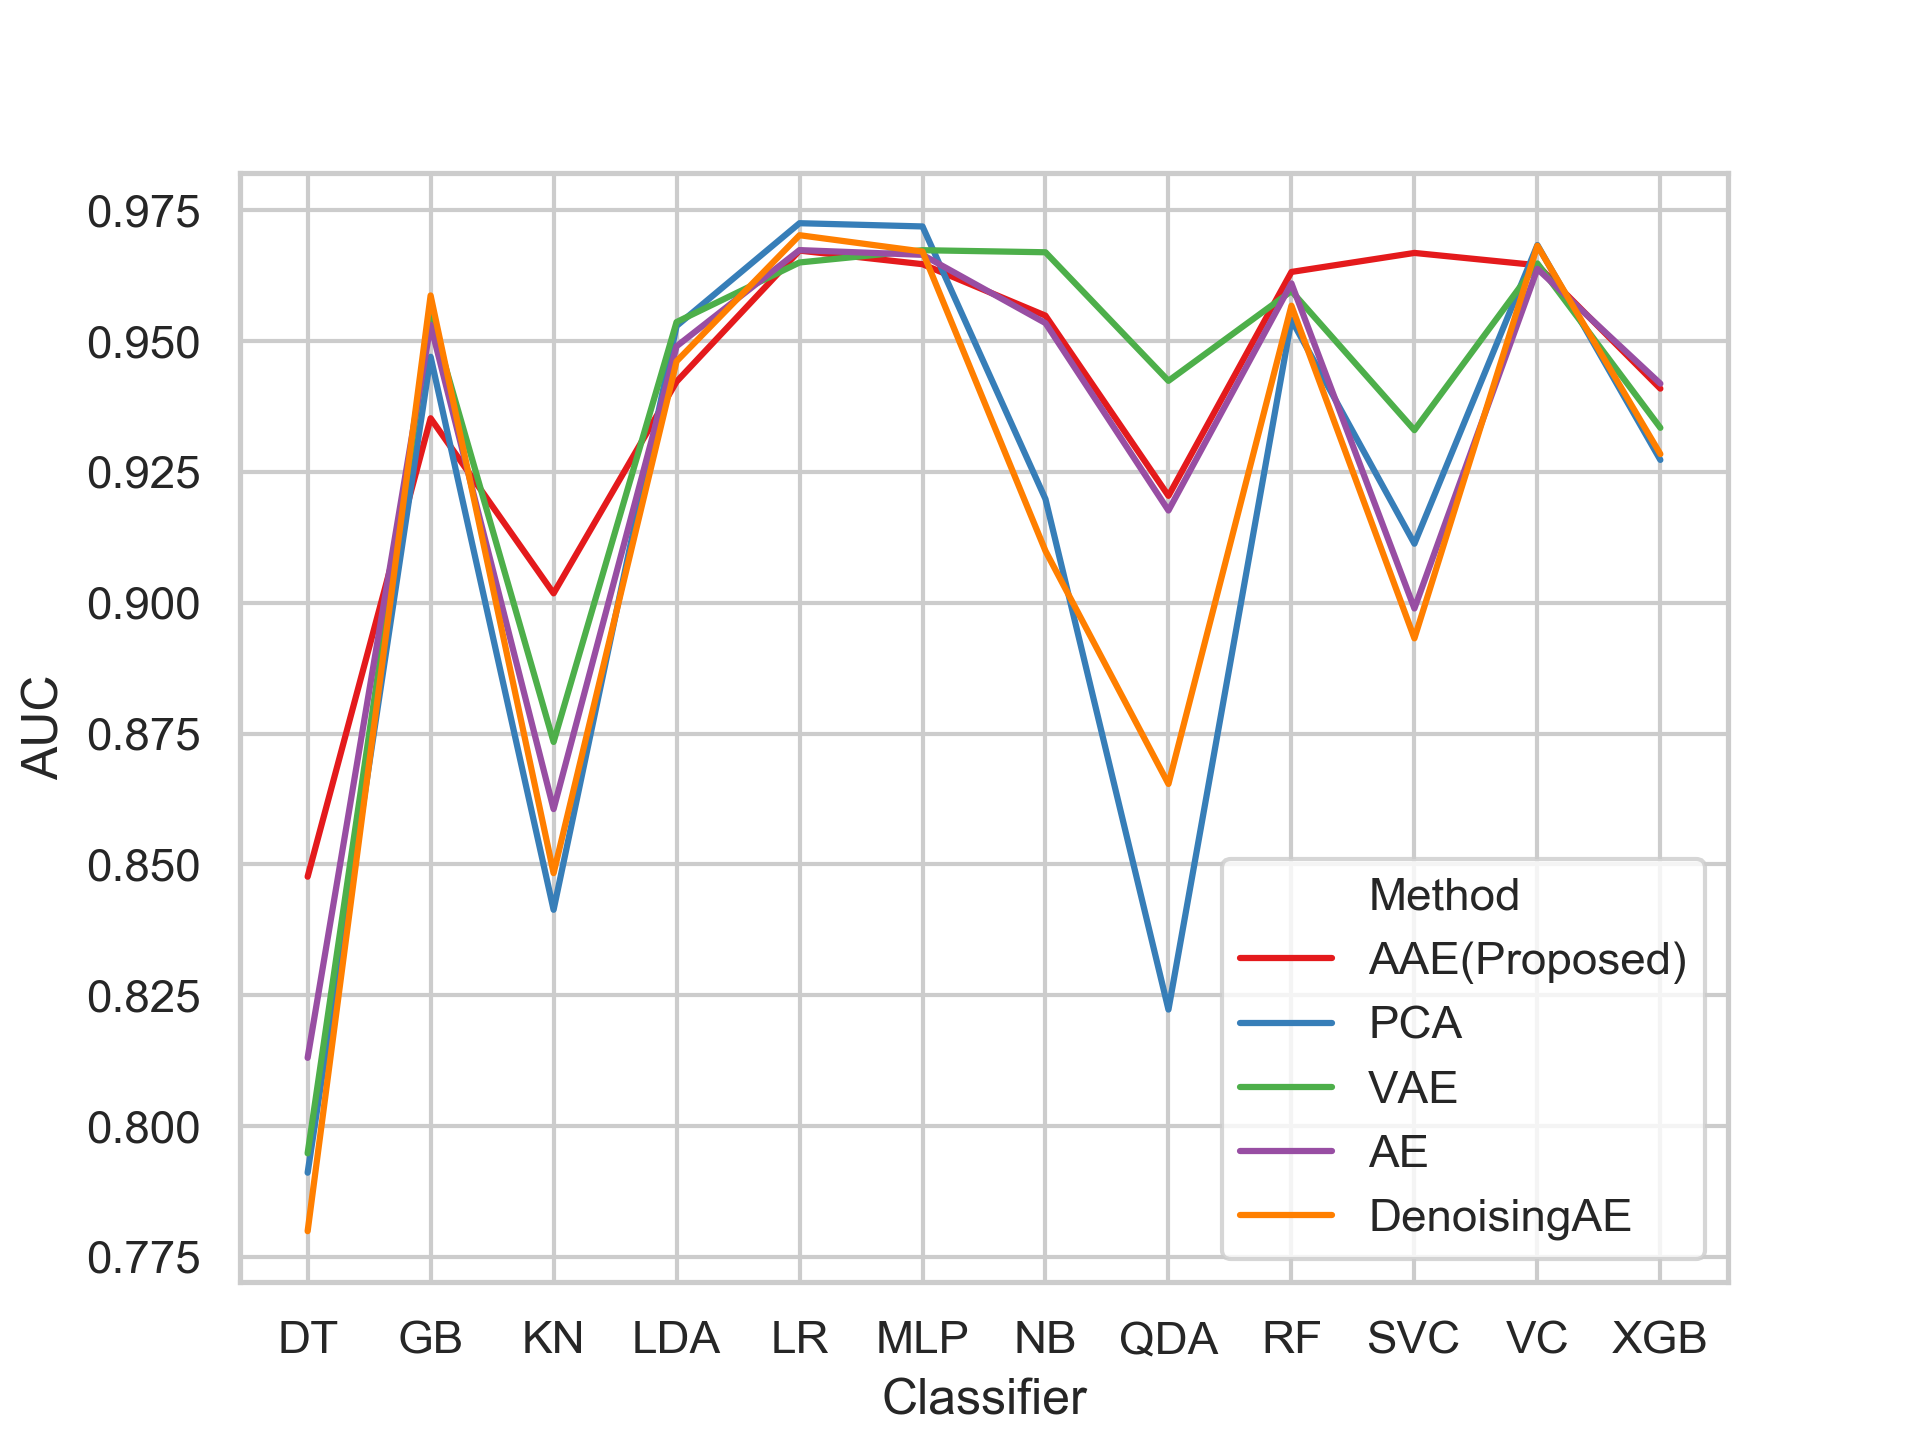 0.975
0.950
0.925
0.900
0.875
0.850
0.825
0.800
0.775
AUC
DT GB KN LDA LR MLP NB QDA RF SVC VC XGB
Classifier
Method
AAE(Proposed)
PCA
VAE
AE
DenoisingAE